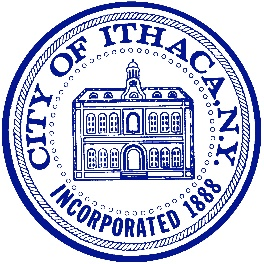 CITY OF ITHACA, N.Y.
INCORPORATED 1888